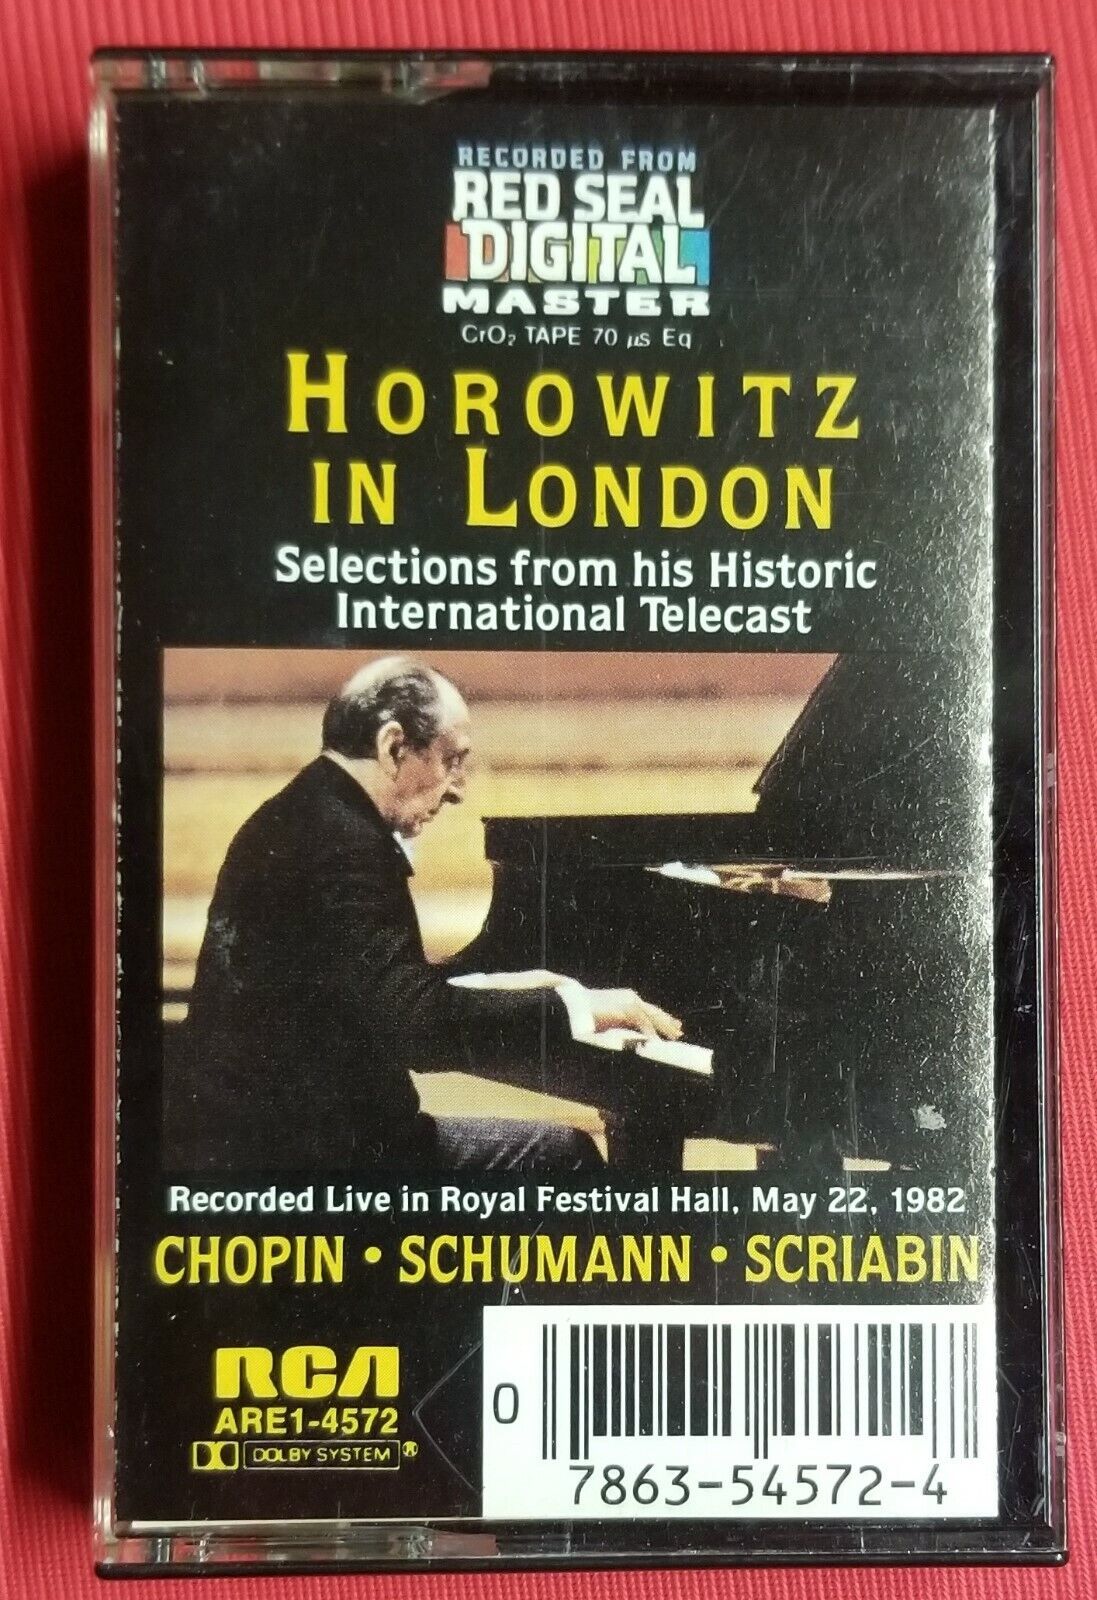 RECORDED FROM
RED SEAL
DIGITAL
MASTER
CrO₂ TAPE 70 µs Eq
HOROWITZ
IN LONDON
Selections from his Historic
International Telecast
Recorded Live in Royal Festival Hall, May 22, 1982
CHOPIN • SCHUMANN • SCRIABIN
RCA
ARE1-4572
DOLBY SYSTEM ®
0
7863-54572-4